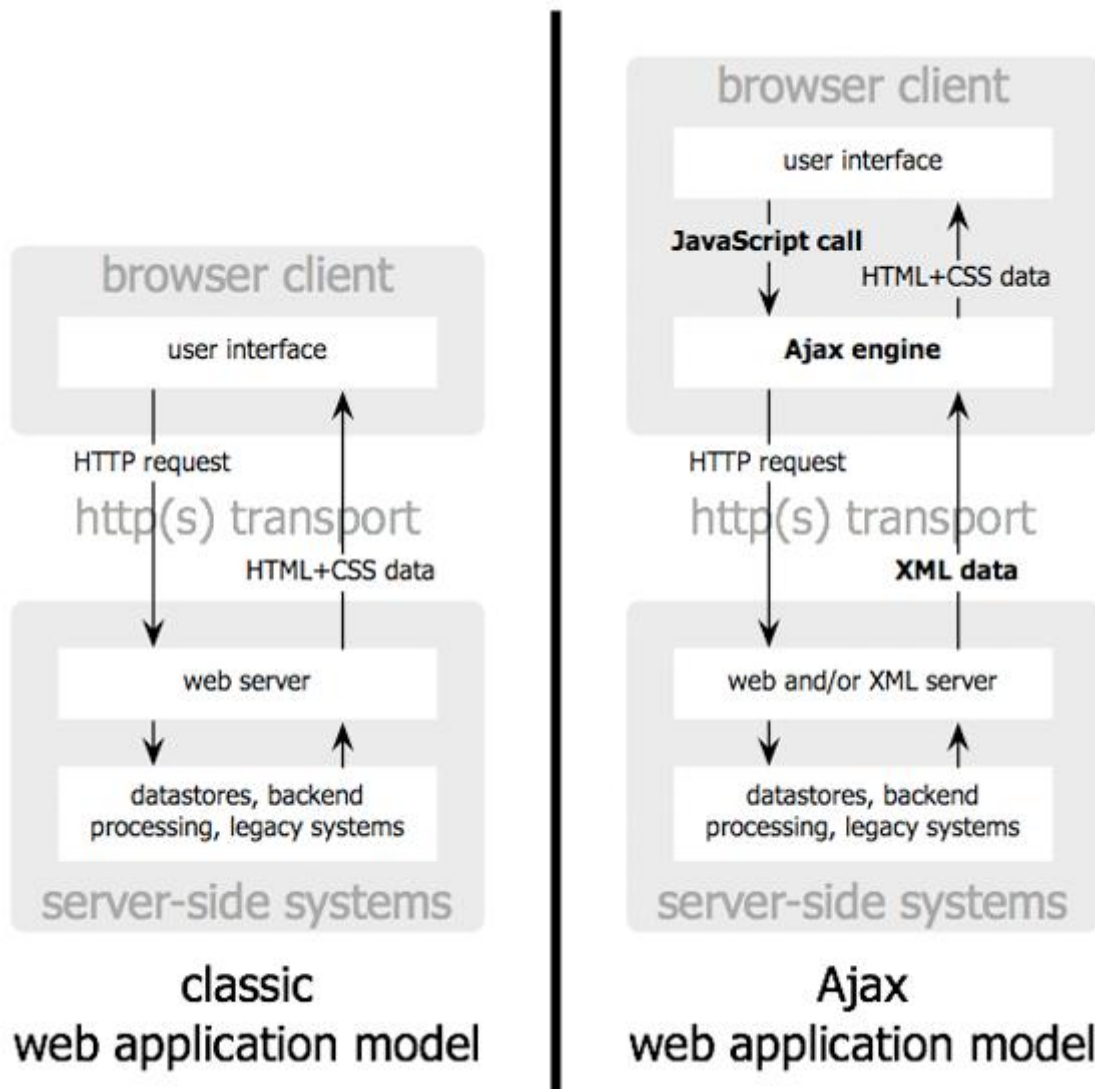 browser client
user interface
HTTP request
http(s) transport
HTML+CSS data
web server
datastores, backend
processing, legacy systems
server-side systems
classic
web application model
browser client
user interface
JavaScript call
HTML+CSS data
Ajax engine
HTTP request
http(s) transport
XML data
web and/or XML server
datastores, backend
processing, legacy systems
server-side systems
Ajax
web application model